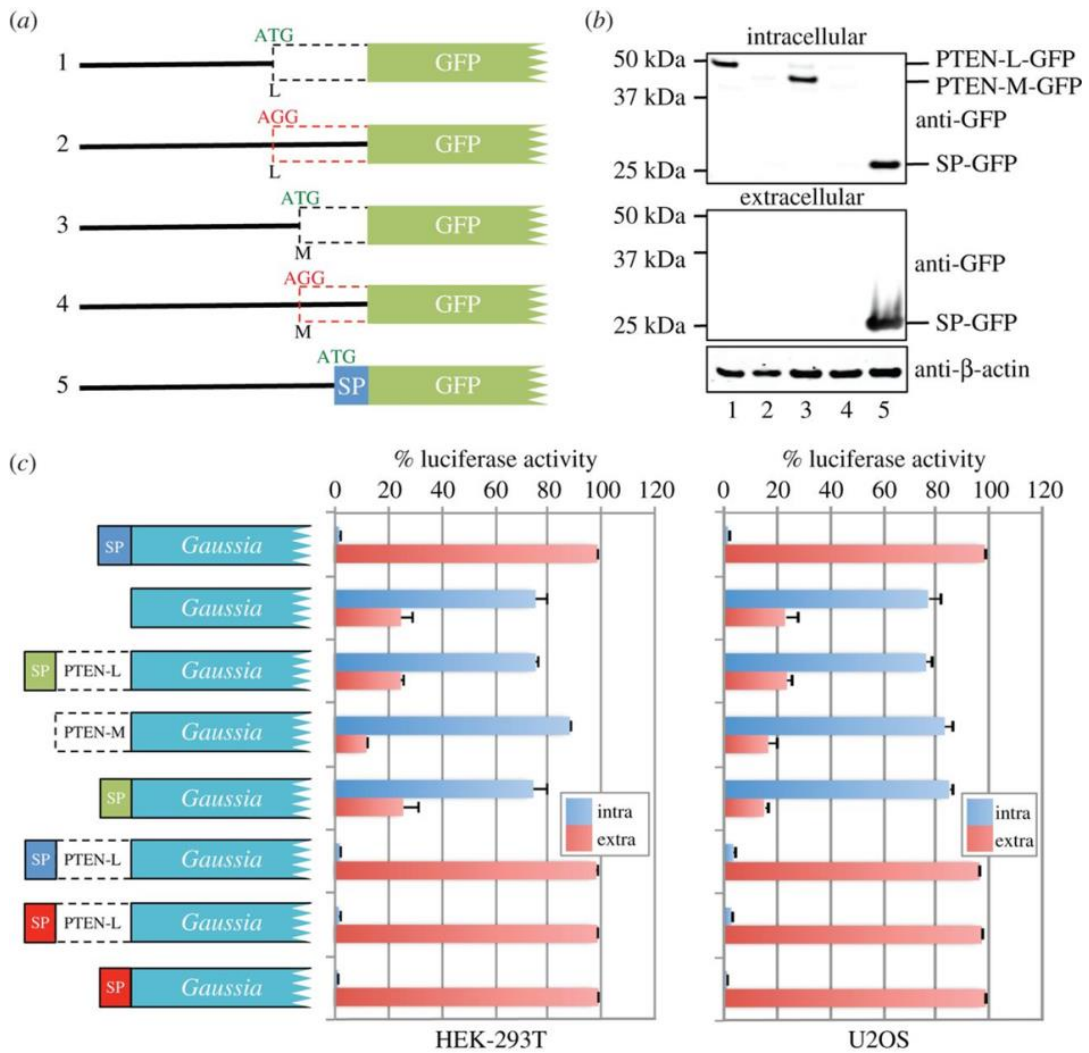 (a)
ATG
1
GFP
L
AGG
2
GFP
L
ATG
3
GFP
M
AGG
4
GFP
M
ATG
5
SP
GFP
(b)
intracellular
50 kDa
PTEN-L-GFP
PTEN-M-GFP
37 kDa
anti-GFP
25 kDa
SP-GFP
extracellular
50 kDa
37 kDa
anti-GFP
25 kDa
SP-GFP
anti-β-actin
1 2 3 4 5
(c)
% luciferase activity
0 20 40 60 80 100 120
% luciferase activity
0 20 40 60 80 100 120
SP Gaussia
Gaussia
SP PTEN-L Gaussia
PTEN-M Gaussia
SP Gaussia
SP PTEN-L Gaussia
SP PTEN-L Gaussia
SP Gaussia
intra
extra
intra
extra
HEK-293T
U2OS